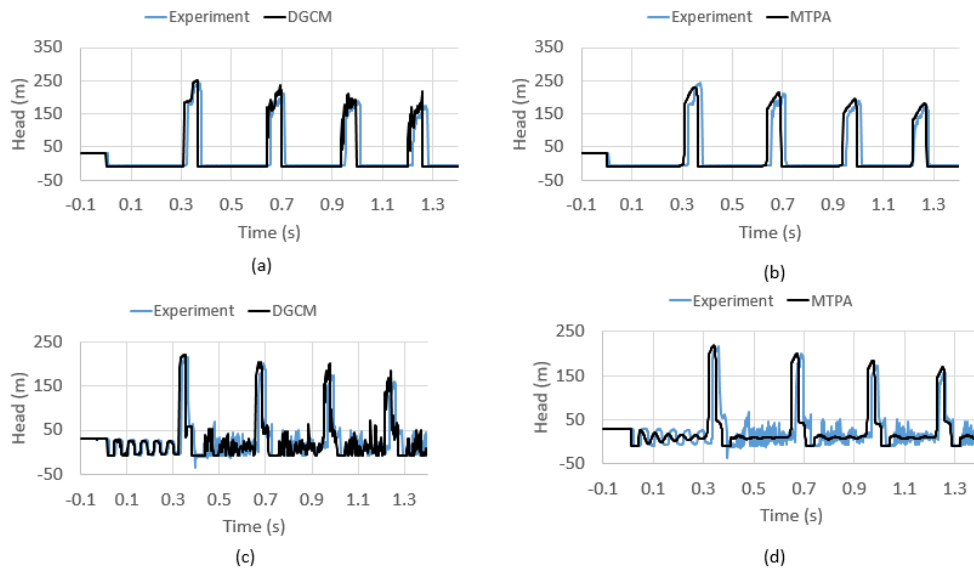 Experiment DGCM
350
250
150
50
-50
Head (m)
-0.1 0.1 0.3 0.5 0.7 0.9 1.1 1.3
Time (s)
(a)
Experiment MTPA
350
250
150
50
-50
Head (m)
-0.1 0.1 0.3 0.5 0.7 0.9 1.1 1.3
Time (s)
(b)
Experiment DGCM
250
150
50
-50
Head (m)
-0.1 0.1 0.3 0.5 0.7 0.9 1.1 1.3
Time (s)
(c)
Experiment MTPA
250
150
50
-50
Head (m)
-0.1 0.1 0.3 0.5 0.7 0.9 1.1 1.3
Time (s)
(d)